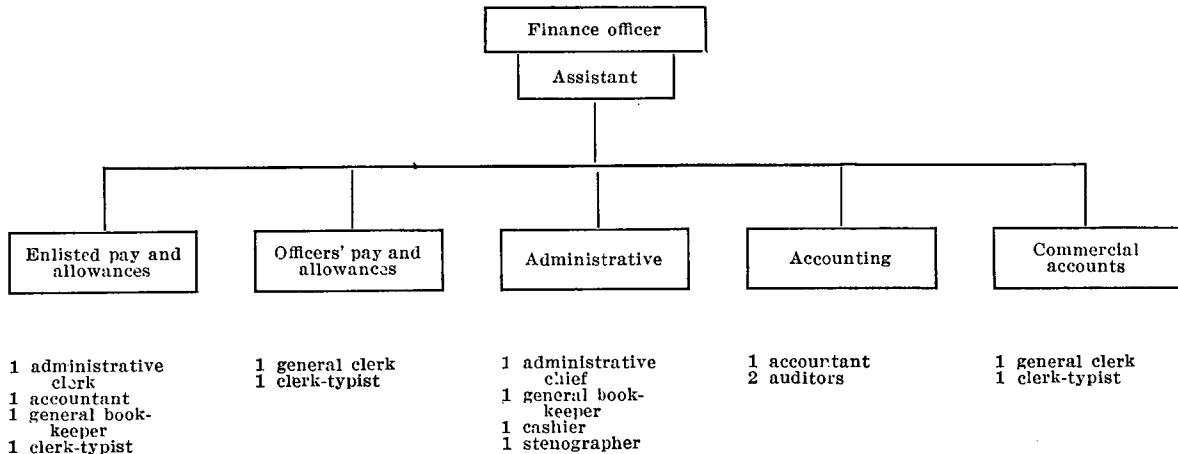 Finance officer
Assistant
Enlisted pay and
allowances
Officers' pay and
allowances
Administrative
Accounting
Commercial
accounts
1 administrative
clerk
1 accountant
1 general book-
keeper
1 clerk-typist
1 general clerk
1 clerk-typist
1 administrative
chief
1 general book-
keeper
1 cashier
1 stenographer
1 accountant
2 auditors
1 general clerk
1 clerk-typist